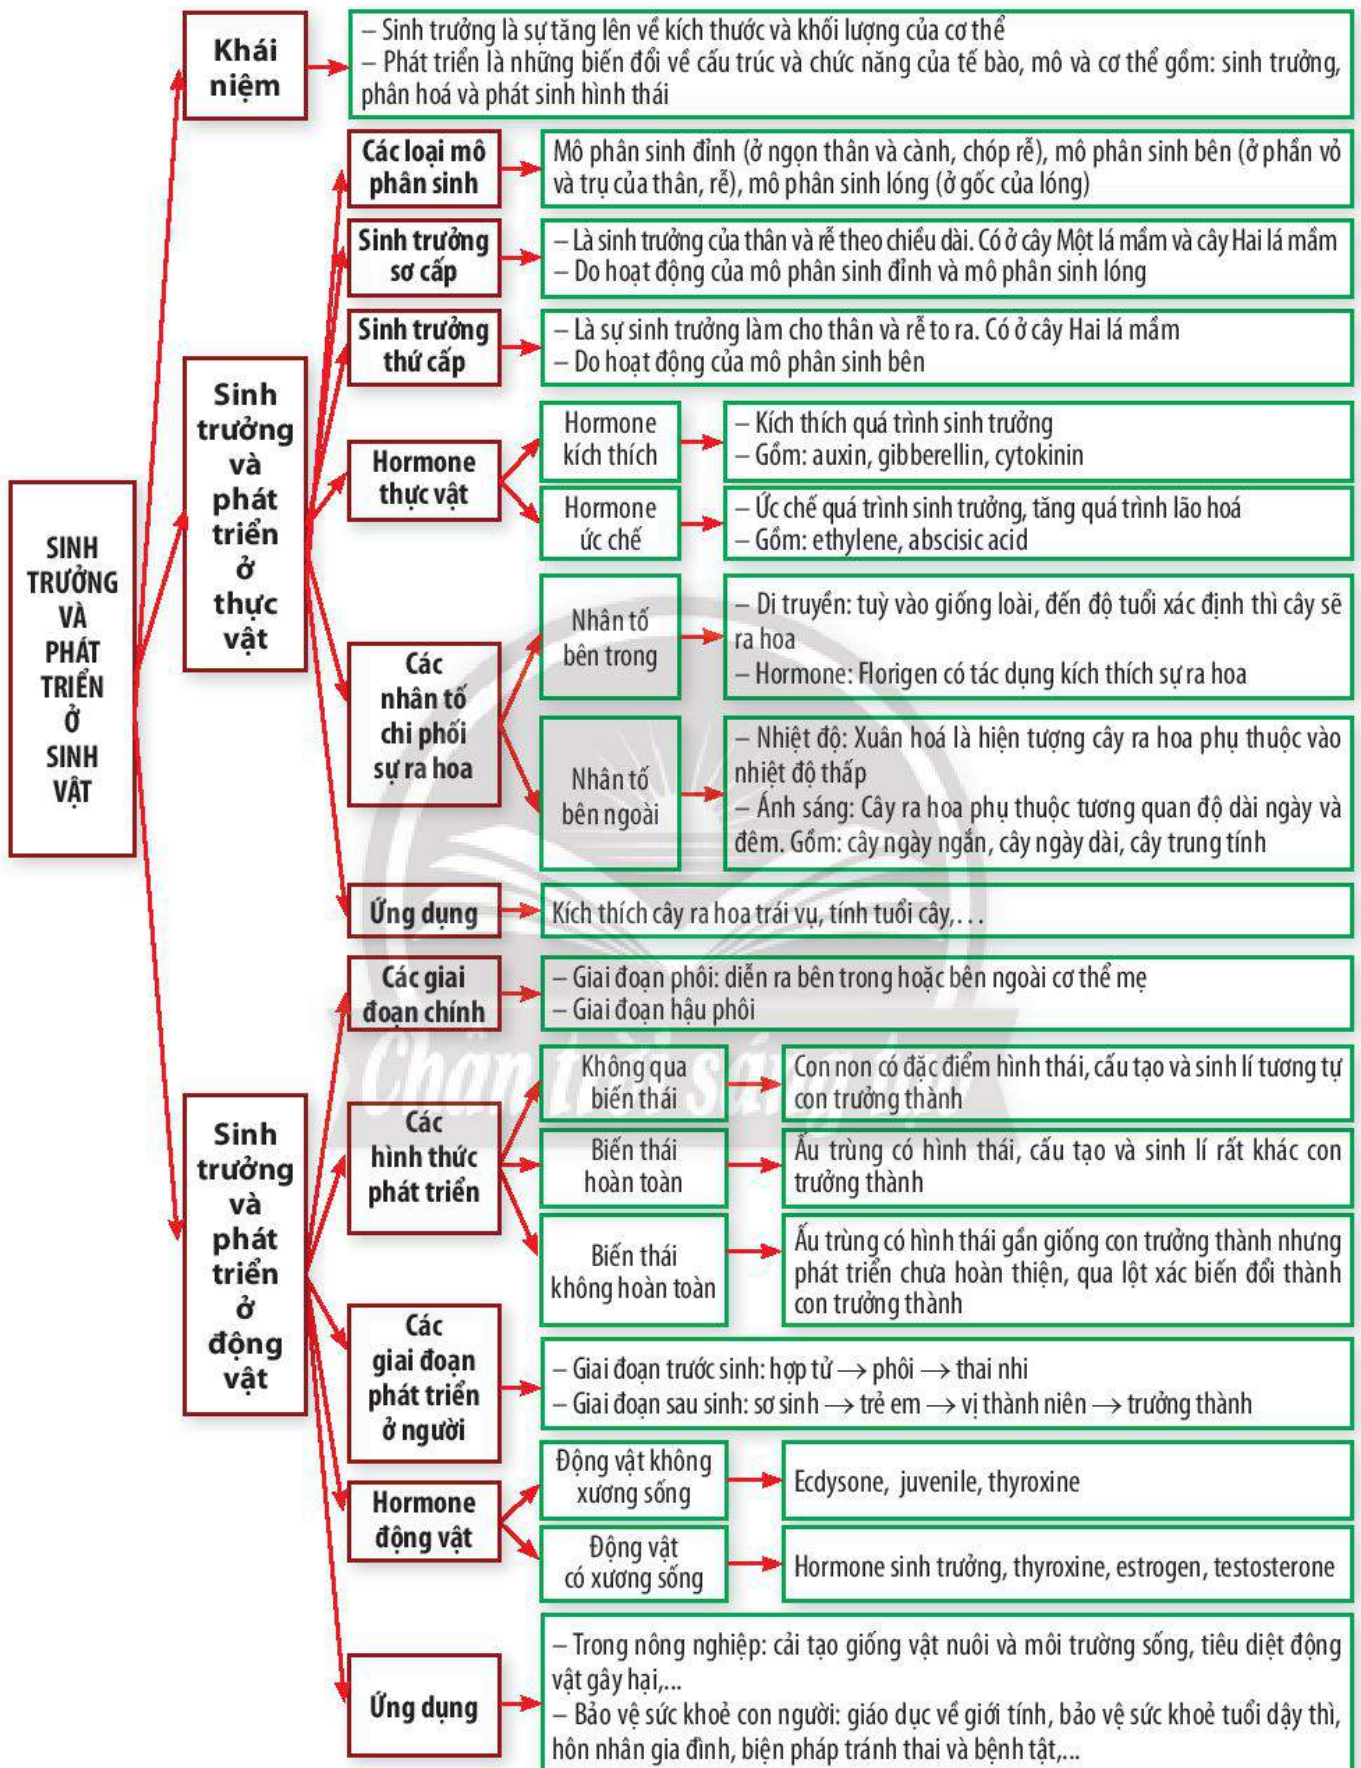 Khái
niệm
– Sinh trưởng là sự tăng lên về kích thước và khối lượng của cơ thể
– Phát triển là những biến đổi về cấu trúc và chức năng của tế bào, mô và cơ thể gồm: sinh trưởng,
phân hoá và phát sinh hình thái
SINH
TRƯỞNG
VÀ
PHÁT
TRIỂN
Ở
SINH
VẬT
Sinh
trưởng
và
phát
triển
ở
thực
vật
Các loại mô
phân sinh
Mô phân sinh đỉnh (ở ngọn thân và cành, chóp rễ), mô phân sinh bên (ở phần vỏ
và trụ của thân, rễ), mô phân sinh lóng (ở gốc của lóng)
Sinh trưởng
sơ cấp
– Là sinh trưởng của thân và rễ theo chiều dài. Có ở cây Một lá mầm và cây Hai lá mầm
– Do hoạt động của mô phân sinh đỉnh và mô phân sinh lóng
Sinh trưởng
thứ cấp
– Là sự sinh trưởng làm cho thân và rễ to ra. Có ở cây Hai lá mầm
– Do hoạt động của mô phân sinh bên
Hormone
thực vật
Hormone
kích thích
– Kích thích quá trình sinh trưởng
– Gồm: auxin, gibberellin, cytokinin
Hormone
ức chế
– Ức chế quá trình sinh trưởng, tăng quá trình lão hoá
– Gồm: ethylene, abscisic acid
Các
nhân tố
chi phối
sự ra hoa
Nhân tố
bên trong
– Di truyền: tuỳ vào giống loài, đến độ tuổi xác định thì cây sẽ
ra hoa
– Hormone: Florigen có tác dụng kích thích sự ra hoa
Nhân tố
bên ngoài
– Nhiệt độ: Xuân hoá là hiện tượng cây ra hoa phụ thuộc vào
nhiệt độ thấp
– Ánh sáng: Cây ra hoa phụ thuộc tương quan độ dài ngày và
đêm. Gồm: cây ngày ngắn, cây ngày dài, cây trung tính
Ứng dụng
Kích thích cây ra hoa trái vụ, tính tuổi cây,...
Sinh
trưởng
và
phát
triển
ở
động
vật
Các giai
đoạn chính
– Giai đoạn phôi: diễn ra bên trong hoặc bên ngoài cơ thể mẹ
– Giai đoạn hậu phôi
Chân trời sáng tạo
Các
hình thức
phát triển
Không qua
biến thái
Con non có đặc điểm hình thái, cấu tạo và sinh lí tương tự
con trưởng thành
Biến thái
hoàn toàn
Ấu trùng có hình thái, cấu tạo và sinh lí rất khác con
trưởng thành
Biến thái
không hoàn toàn
Ấu trùng có hình thái gần giống con trưởng thành nhưng
phát triển chưa hoàn thiện, qua lột xác biến đổi thành
con trưởng thành
Các
giai đoạn
phát triển
ở người
– Giai đoạn trước sinh: hợp tử → phôi → thai nhi
– Giai đoạn sau sinh: sơ sinh → trẻ em → vị thành niên → trưởng thành
Hormone
động vật
Động vật không
xương sống
Ecdysone, juvenile, thyroxine
Động vật
có xương sống
Hormone sinh trưởng, thyroxine, estrogen, testosterone
Ứng dụng
– Trong nông nghiệp: cải tạo giống vật nuôi và môi trường sống, tiêu diệt động
vật gây hại,...
– Bảo vệ sức khoẻ con người: giáo dục về giới tính, bảo vệ sức khoẻ tuổi dậy thì,
hôn nhân gia đình, biện pháp tránh thai và bệnh tật,...